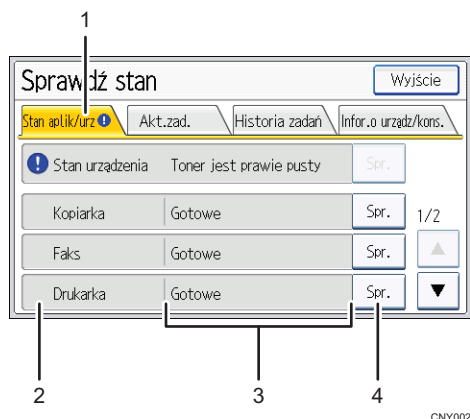 1
Sprawdź stan Wyjście
Stan aplik/urz Akt.zad. Historia zadań Infor.o urządz/kons.
Stan urządzenia Toner jest prawie pusty Spr.
Kopiarka Gotowe Spr. 1/2
Faks Gotowe Spr.
Drukarka Gotowe Spr.
2 3 4
CNY002